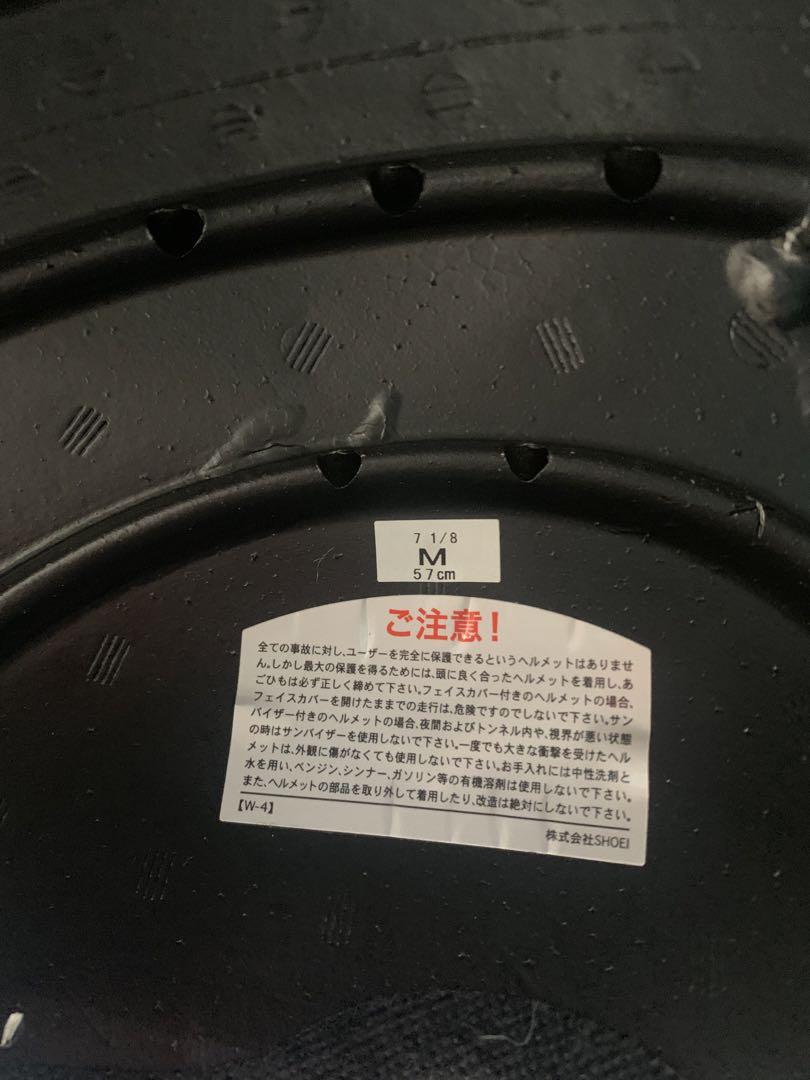 7 1/8
M
57cm
ご注意!
全ての事故に対し、ユーザーを完全に保護できるというヘルメットはありませ
ん。しかし最大の保護を得るためには、頭に良く合ったヘルメットを着用し、あ
ごひもは必ず正しく締めて下さい。フェイスカバー付きのヘルメットの場合、
フェイスカバーを開けたままでの走行は、危険ですのでしないで下さい。サン
バイザー付きのヘルメットの場合、夜間およびトンネル内や、視界が悪い状態
の時はサンバイザーを使用しないで下さい。一度でも大きな衝撃を受けたヘル
メットは、外観に傷がなくても使用しないで下さい。お手入れには中性洗剤と
水を用い、ベンジン、シンナー、ガソリン等の有機溶剤は使用しないで下さい。
また、ヘルメットの部品を取り外して着用したり、改造は絶対にしないで下さい。
【W-4】
株式会社SHOEI